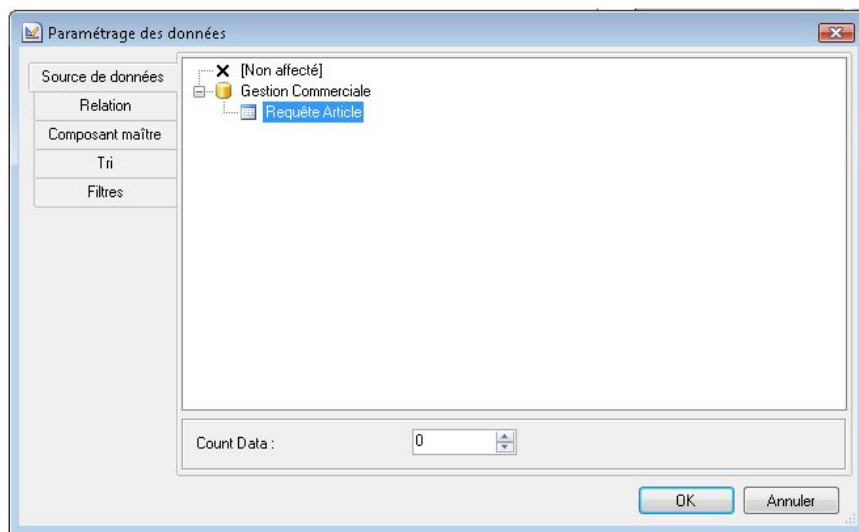 Paramétrage des données
Source de données
Relation
Composant maître
Tri
Filtres
[Non affecté]
Gestion Commerciale
Requête Article
Count Data :
0
OK
Annuler